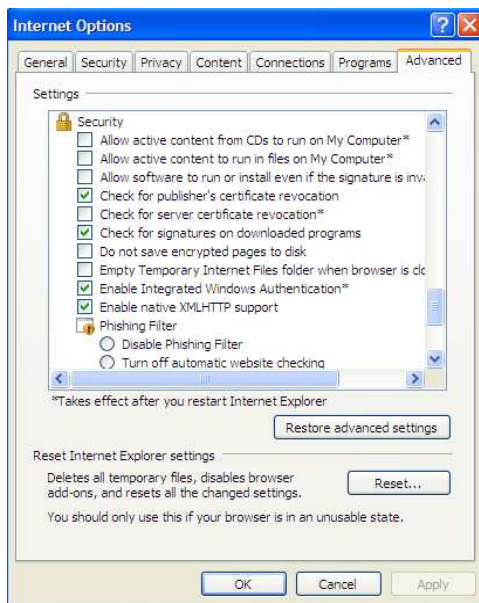 Internet Options
General Security Privacy Content Connections Programs Advanced
Settings
Security
Allow active content from CDs to run on My Computer*
Allow active content to run in files on My Computer*
Allow software to run or install even if the signature is
Check for publisher's certificate revocation
Check for server certificate revocation*
Check for signatures on downloaded programs
Do not save encrypted pages to disk
Empty Temporary Internet Files folder when browser is
Enable Integrated Windows Authentication*
Enable native XMLHTTP support
Phishing Filter
Disable Phishing Filter
Turn off automatic website checking
*Takes effect after you restart Internet Explorer
Restore advanced settings
Reset Internet Explorer settings
Deletes all temporary files, disables browser
add-ons, and resets all the changed settings.
Reset...
You should only use this if your browser is in an unusable state.
OK Cancel Apply